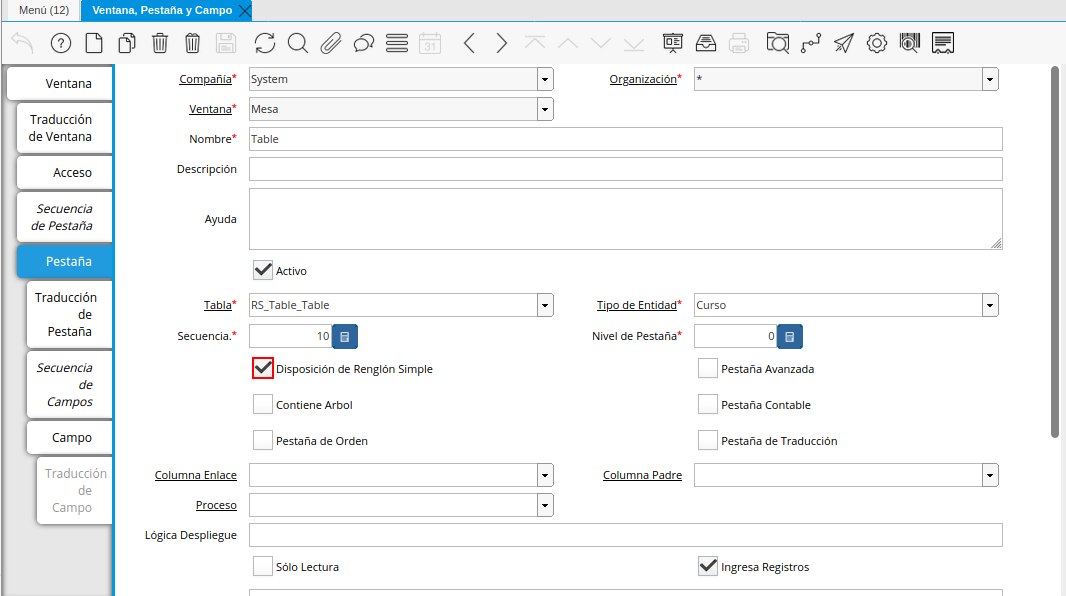 Menú (12) Ventana, Pestaña y Campo
31
Ventana
Traducción
de Ventana
Acceso
Secuencia
de Pestaña
Pestaña
Traducción
de
Pestaña
Secuencia
de
Campos
Campo
Traducción
de
Campo
Compañía* System Organización* *
Ventana* Mesa
Nombre* Table
Descripción
Ayuda
Activo
Tabla* RS_Table_Table Tipo de Entidad* Curso
Secuencia.* 10 Nivel de Pestaña* 0
Disposición de Renglón Simple Pestaña Avanzada
Contiene Arbol Pestaña Contable
Pestaña de Orden Pestaña de Traducción
Columna Enlace Columna Padre
Proceso
Lógica Despliegue
Sólo Lectura Ingresa Registros